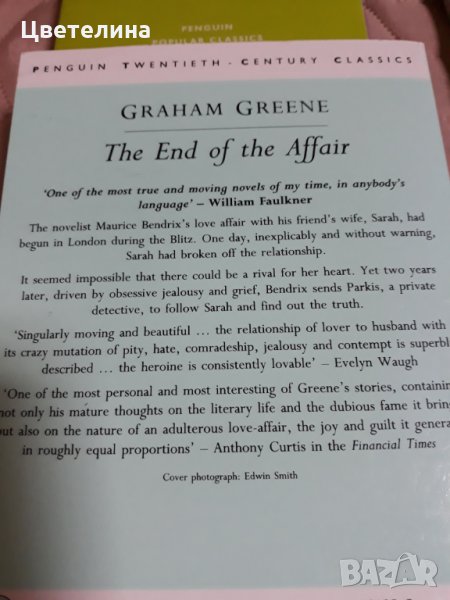 Цветелина
PENGUIN
POPULAR CLASSICS
PENGUIN TWENTIETH-CENTURY CLASSICS
GRAHAM GREENE
The End of the Affair
‘One of the most true and moving novels of my time, in anybody’s
language’ – William Faulkner
The novelist Maurice Bendrix’s love affair with his friend’s wife, Sarah, had
begun in London during the Blitz. One day, inexplicably and without warning,
Sarah had broken off the relationship.
It seemed impossible that there could be a rival for her heart. Yet two years
later, driven by obsessive jealousy and grief, Bendrix sends Parkis, a private
detective, to follow Sarah and find out the truth.
‘Singularly moving and beautiful ... the relationship of lover to husband with
its crazy mutation of pity, hate, comradeship, jealousy and contempt is superbl
described ... the heroine is consistently lovable’ – Evelyn Waugh
‘One of the most personal and most interesting of Greene’s stories, containin
not only his mature thoughts on the literary life and the dubious fame it brin
but also on the nature of an adulterous love-affair, the joy and guilt it genera
in roughly equal proportions’ – Anthony Curtis in the Financial Times
Cover photograph: Edwin Smith
BAZAR